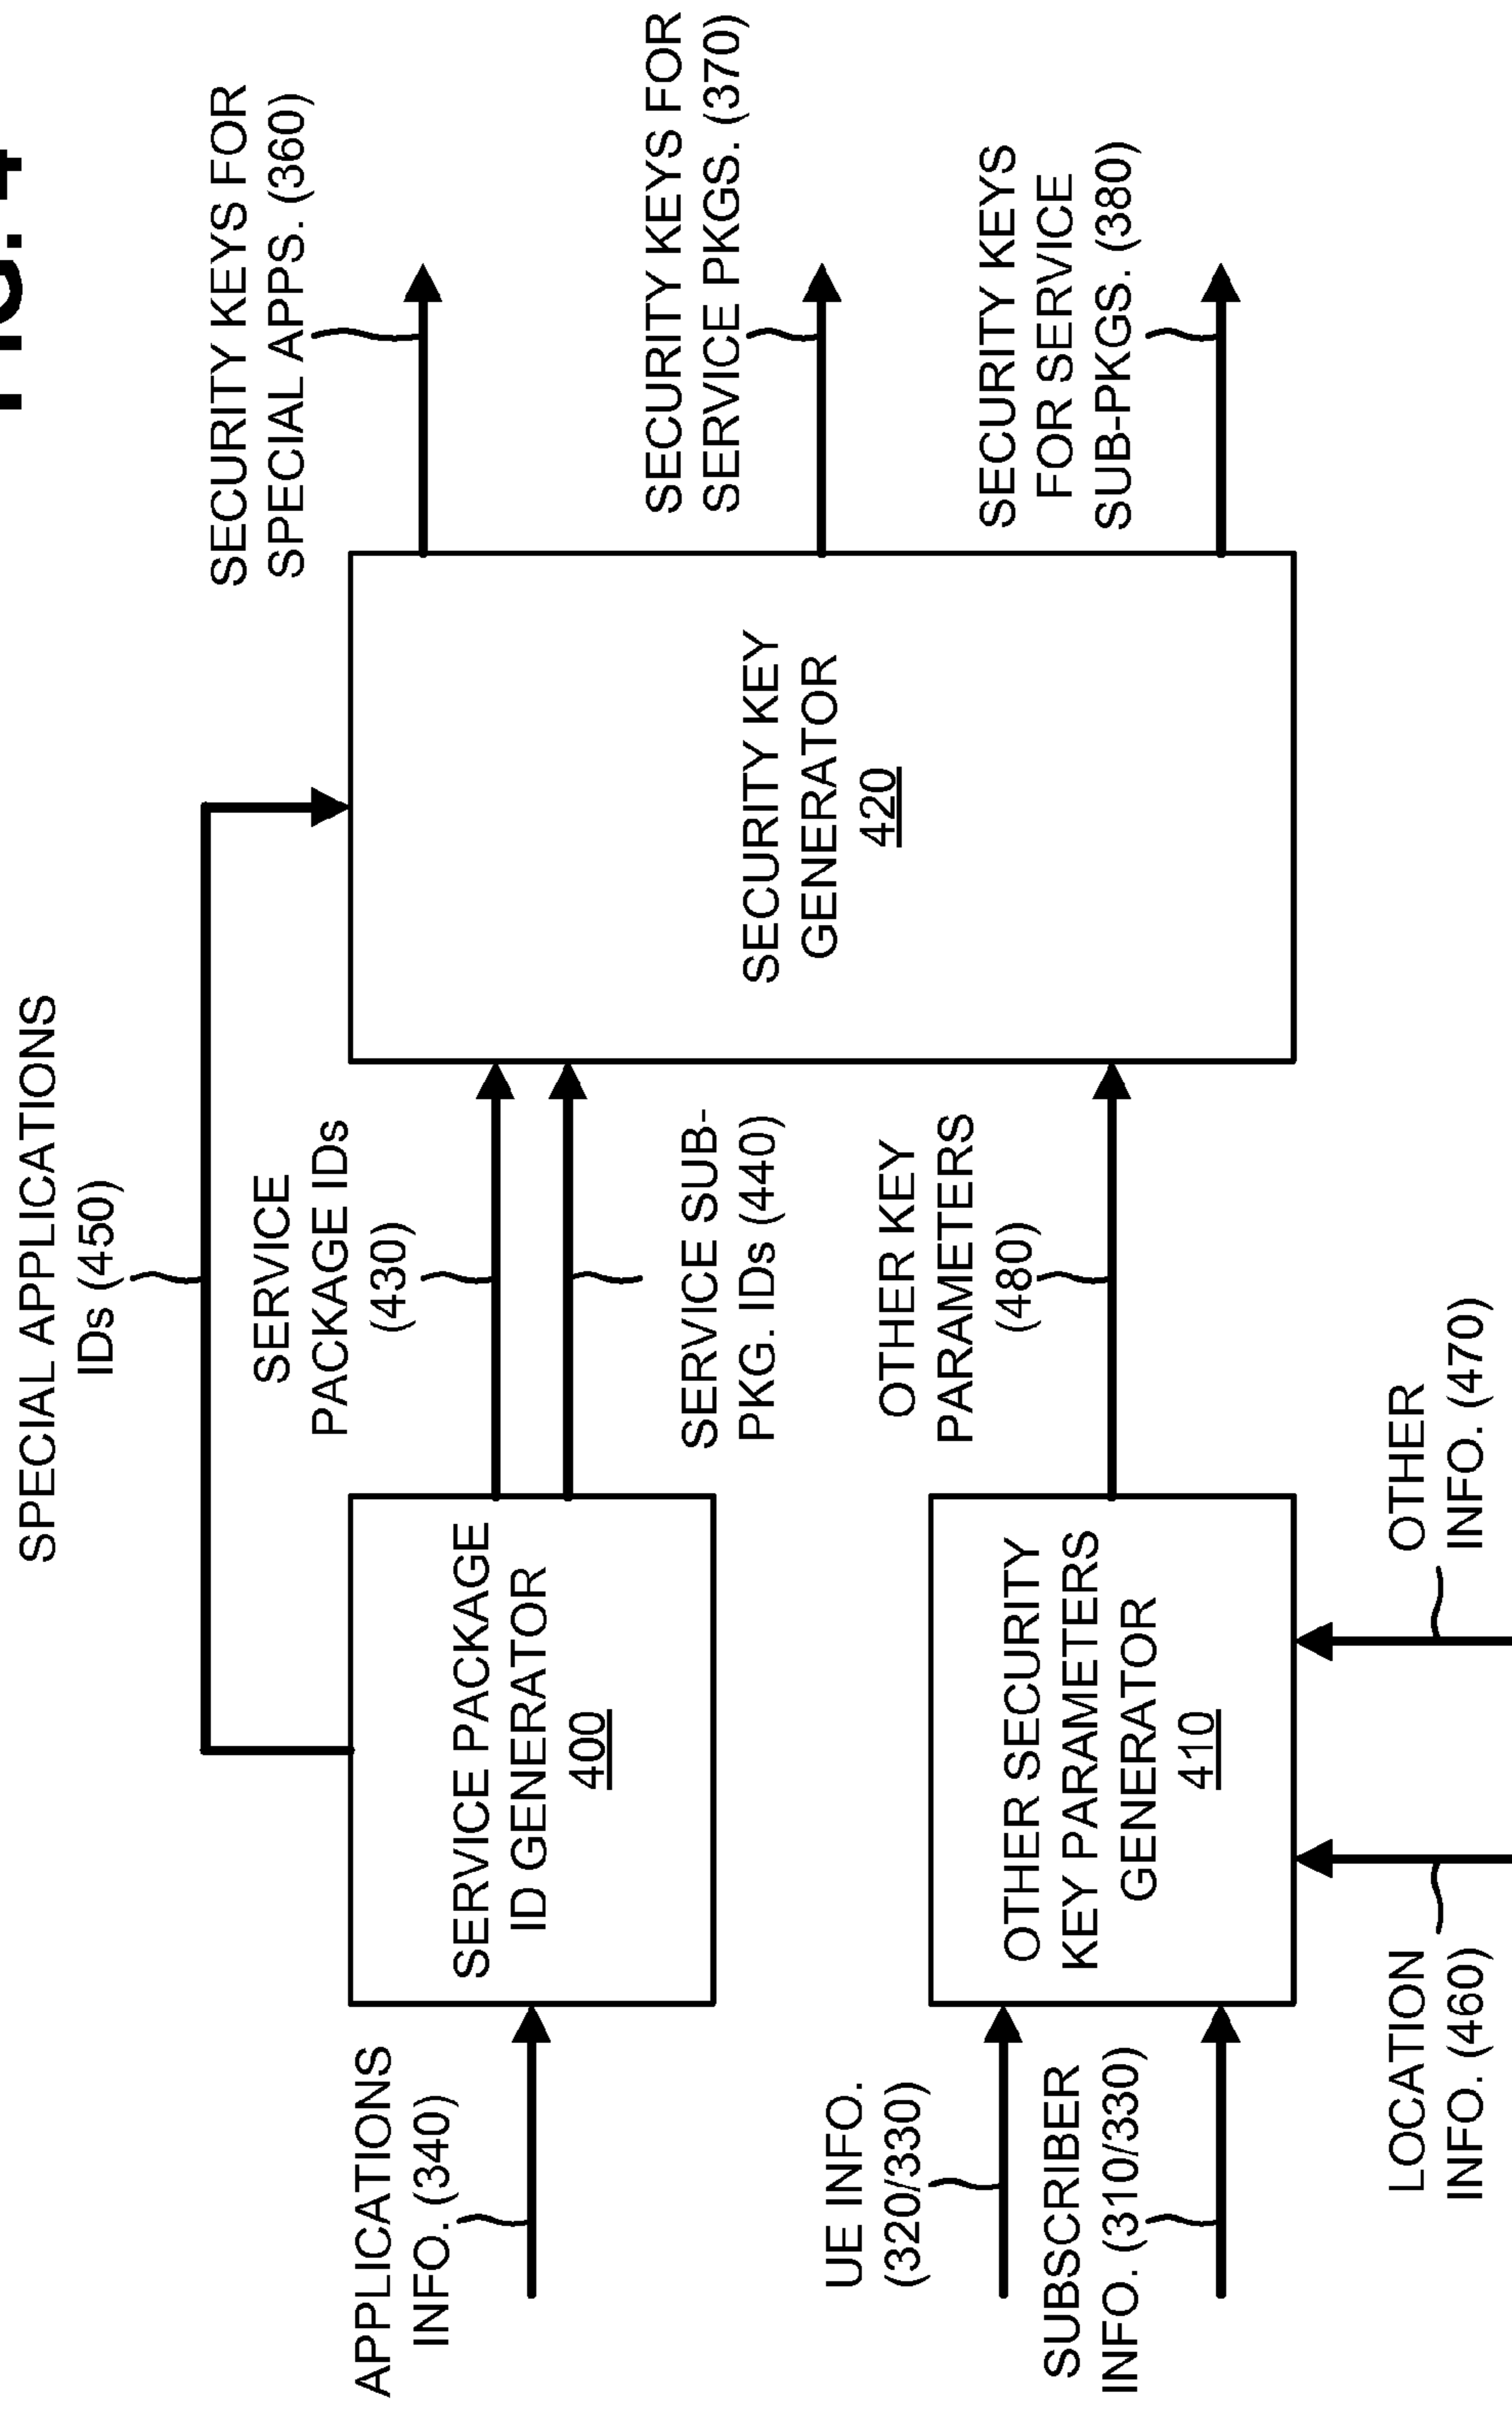 FIG. 4
SPECIAL APPLICATIONS
IDs (450)
SECURITY KEYS FOR
SPECIAL APPS. (360)
APPLICATIONS
INFO. (340)
SERVICE PACKAGE
ID GENERATOR
400
SERVICE
PACKAGE IDs
(430)
SERVICE SUB-
PKG. IDs (440)
SECURITY KEY
GENERATOR
420
SECURITY KEYS FOR
SERVICE PKGS. (370)
UE INFO.
(320/330)
SUBSCRIBER
INFO. (310/330)
OTHER SECURITY
KEY PARAMETERS
GENERATOR
410
OTHER KEY
PARAMETERS
(480)
SECURITY KEYS
FOR SERVICE
SUB-PKGS. (380)
LOCATION
INFO. (460)
OTHER
INFO. (470)